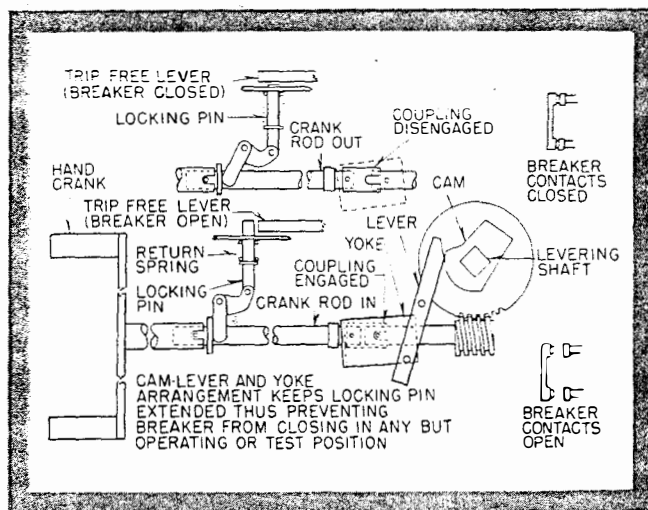 TRIP FREE LEVER
(BREAKER CLOSED)
LOCKING PIN
CRANK
ROD OUT
COUPLING
DISENGAGED
BREAKER
CONTACTS
CLOSED
HAND
CRANK
TRIP FREE LEVER
(BREAKER OPEN)
CAM
LEVER
YOKE
LEVERING
SHAFT
RETURN
SPRING
COUPLING
ENGAGED
LOCKING
PIN
CRANK ROD IN
CAM-LEVER AND YOKE
ARRANGEMENT KEEPS LOCKING PIN
EXTENDED THUS PREVENTING
BREAKER FROM CLOSING IN ANY BUT
OPERATING OR TEST POSITION
BREAKER
CONTACTS
OPEN